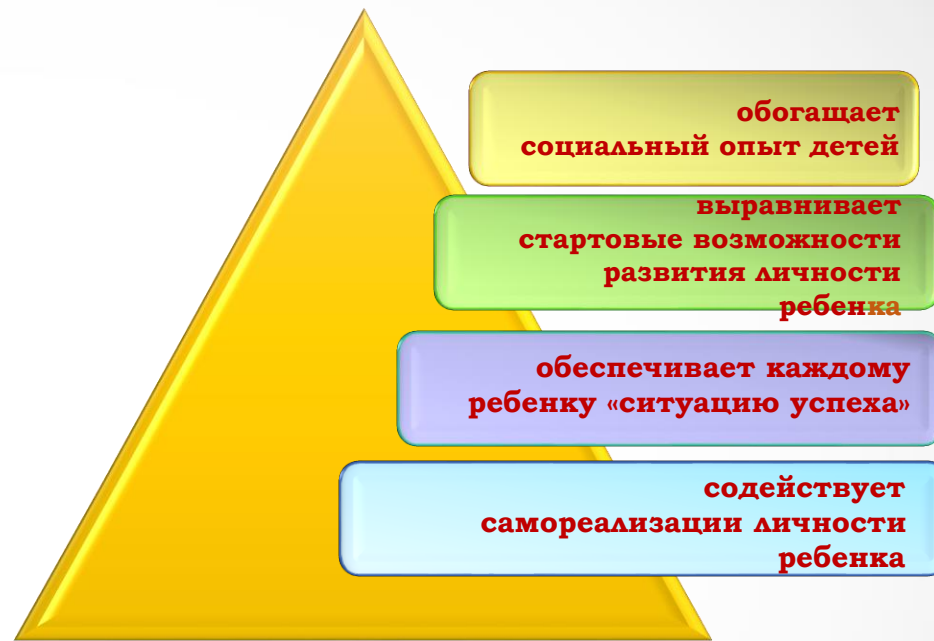 обогащает
социальный опыт детей
выравнивает
стартовые возможности
развития личности
ребенка
обеспечивает каждому
ребенку «ситуацию успеха»
содействует
самореализации личности
ребенка